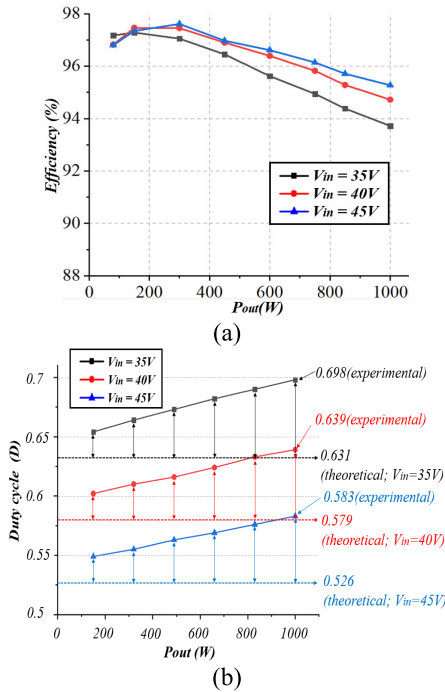 98
96
94
92
90
88
Efficiency (%)
Vin = 35V
Vin = 40V
Vin = 45V
0 200 400 600 800 1000
Pout(W)
(a)
Vin = 35V
Vin = 40V
Vin = 45V
0.7
0.65
0.6
0.55
0.5
Duty cycle (D)
0.698(experimental)
0.639(experimental)
0.631
(theoretical; Vin=35V)
0.583(experimental)
0.579
(theoretical; Vin=40V)
0.526
(theoretical; Vin=45V)
0 200 400 600 800 1000
Pout (W)
(b)